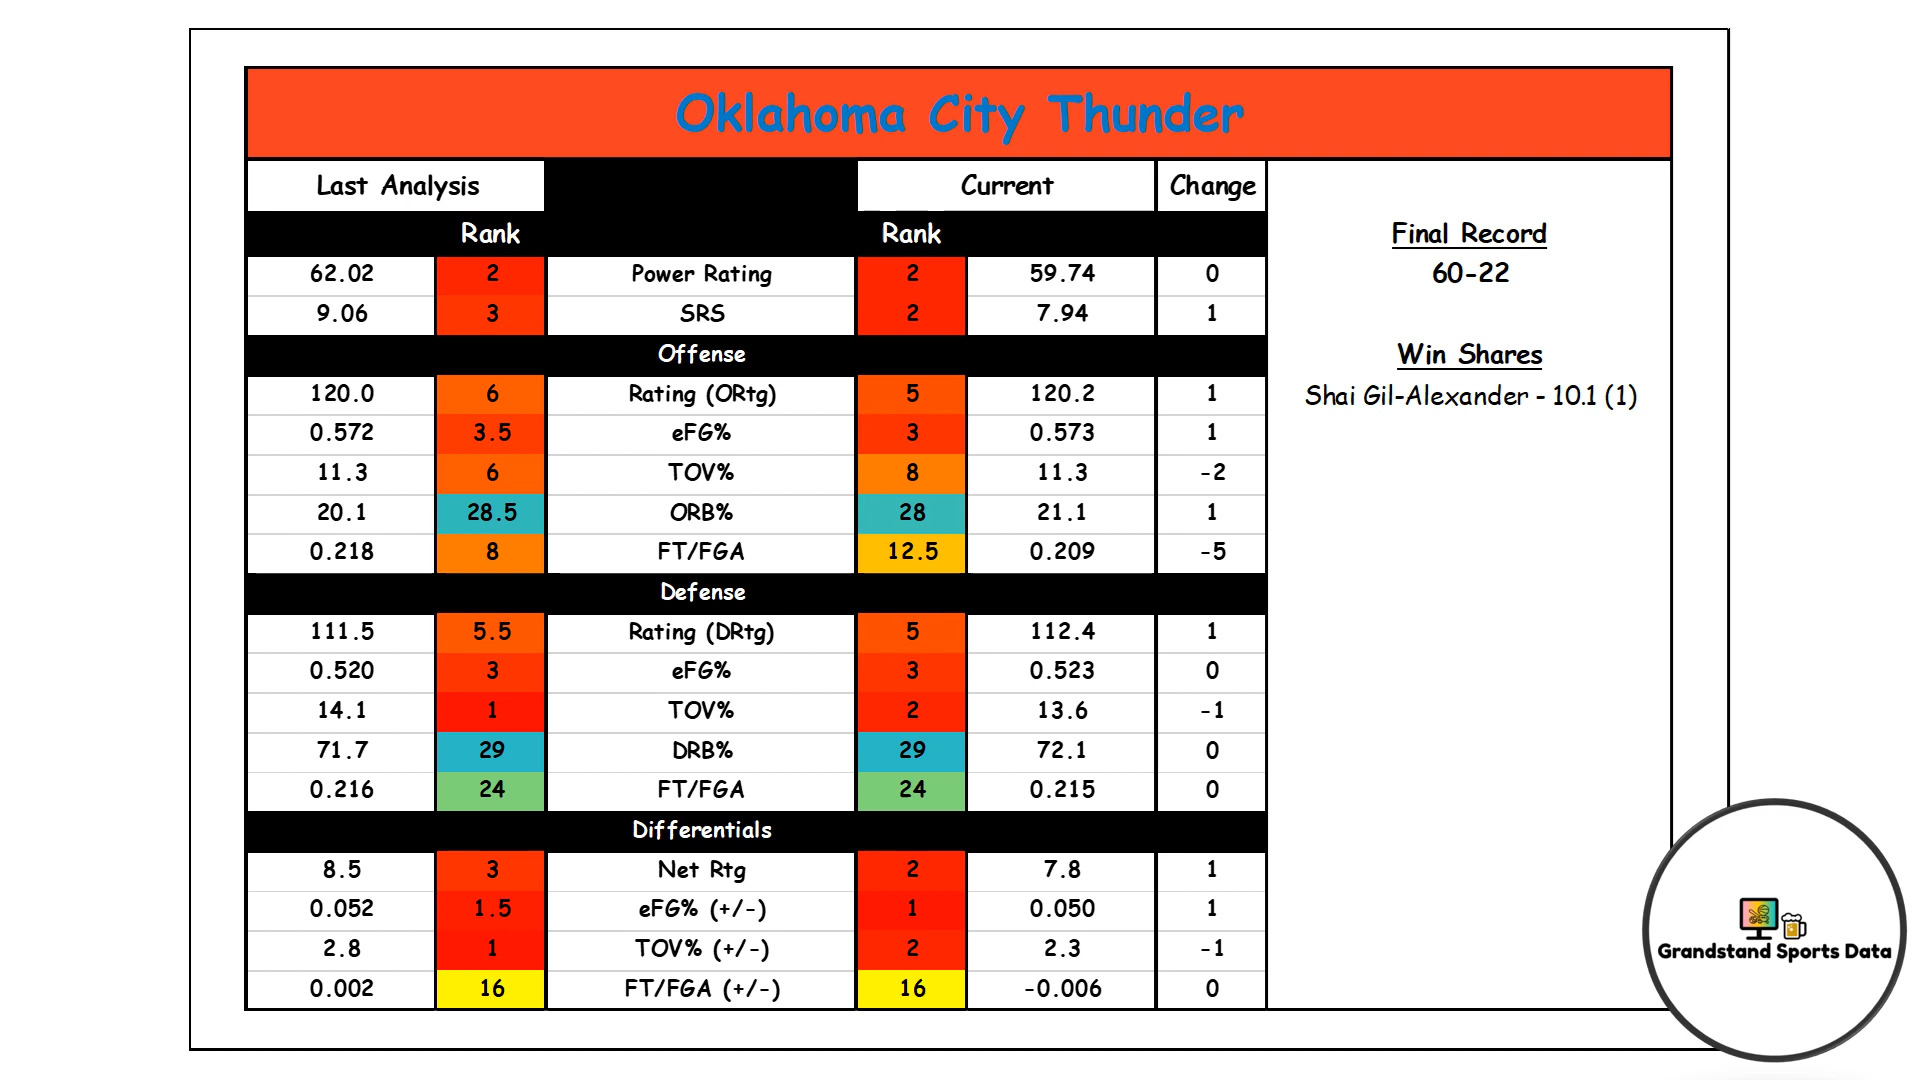 Oklahoma City Thunder
Last Analysis Current Change
Rank Rank
62.02 2 Power Rating 2 59.74 0
9.06 3 SRS 2 7.94 1
Offense
120.0 6 Rating (ORtg) 5 120.2 1
0.572 3.5 eFG% 3 0.573 1
11.3 6 TOV% 8 11.3 -2
20.1 28.5 ORB% 28 21.1 1
0.218 8 FT/FGA 12.5 0.209 -5
Defense
111.5 5.5 Rating (DRtg) 5 112.4 1
0.520 3 eFG% 3 0.523 0
14.1 1 TOV% 2 13.6 -1
71.7 29 DRB% 29 72.1 0
0.216 24 FT/FGA 24 0.215 0
Differentials
8.5 3 Net Rtg 2 7.8 1
0.052 1.5 eFG% (+/-) 1 0.050 1
2.8 1 TOV% (+/-) 2 2.3 -1
0.002 16 FT/FGA (+/-) 16 -0.006 0
Final Record
60-22
Win Shares
Shai Gil-Alexander - 10.1 (1)
Grandstand Sports Data